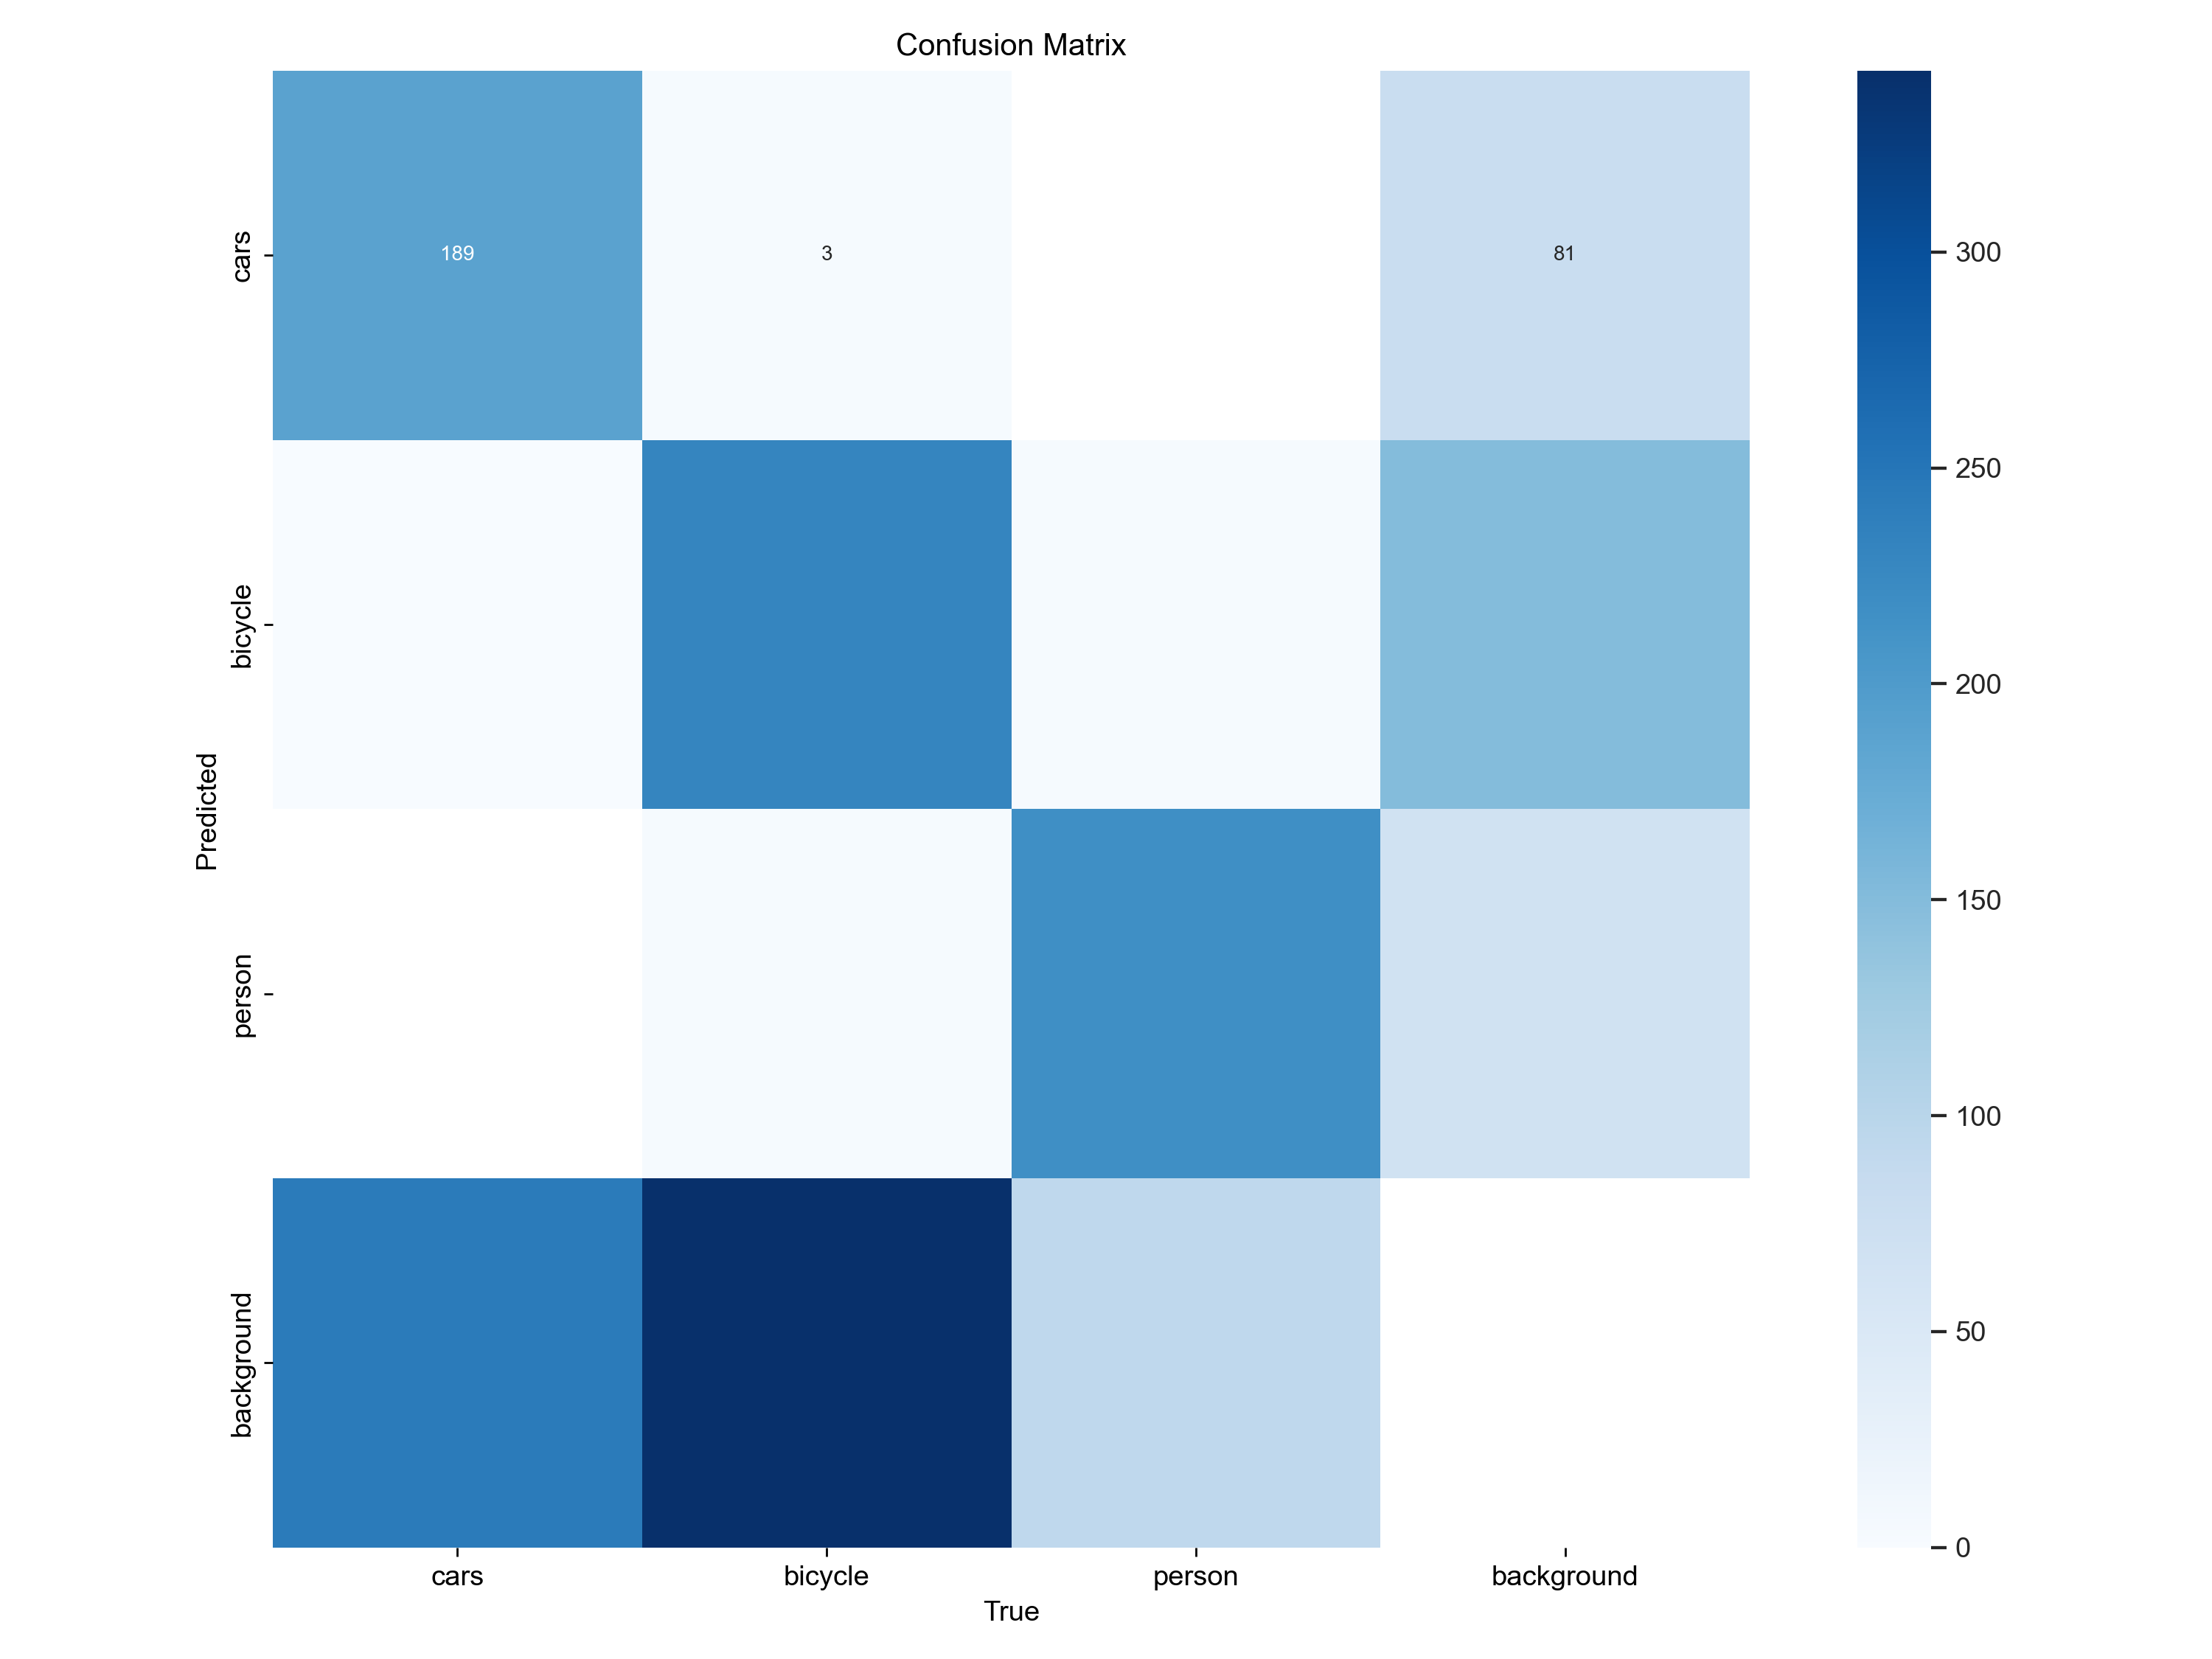 Confusion Matrix
cars
189
3
81
bicycle
person
background
Predicted
cars
bicycle
person
background
True
300
250
200
150
100
50
0